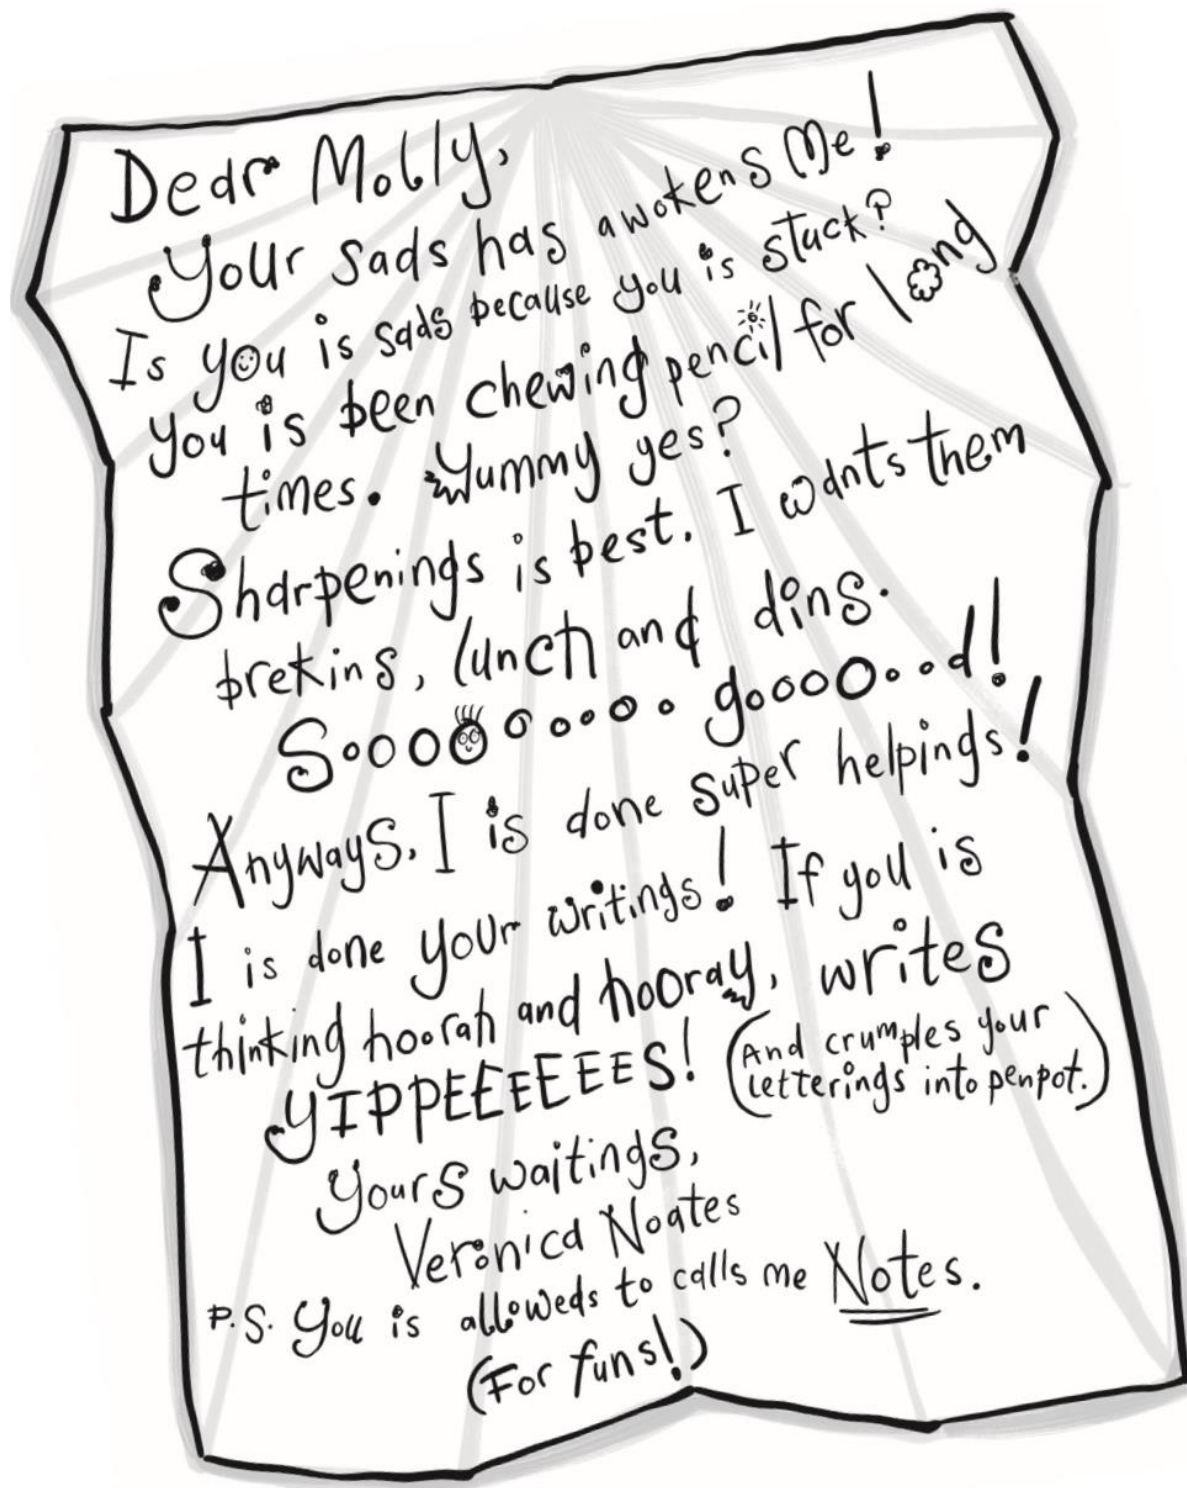 Dear Molly,
Your sads has awokens me!
Is you is sads because you is stuck?
You is been chewing pencil for long
times. Yummy yes?
Sharpenings is best. I wants them
brekins, lunch and dins.
Sooooooooo goooooood!
Anyways, I is done super helpings!
I is done your writings! If you is
thinking hoorah and hooray, writes
YIPPEEEEEES! (And crumples your
letterings into penpot.)
Yours waitings,
Veronica Noates
P.S. You is alloweds to calls me Notes.
(For funs!)